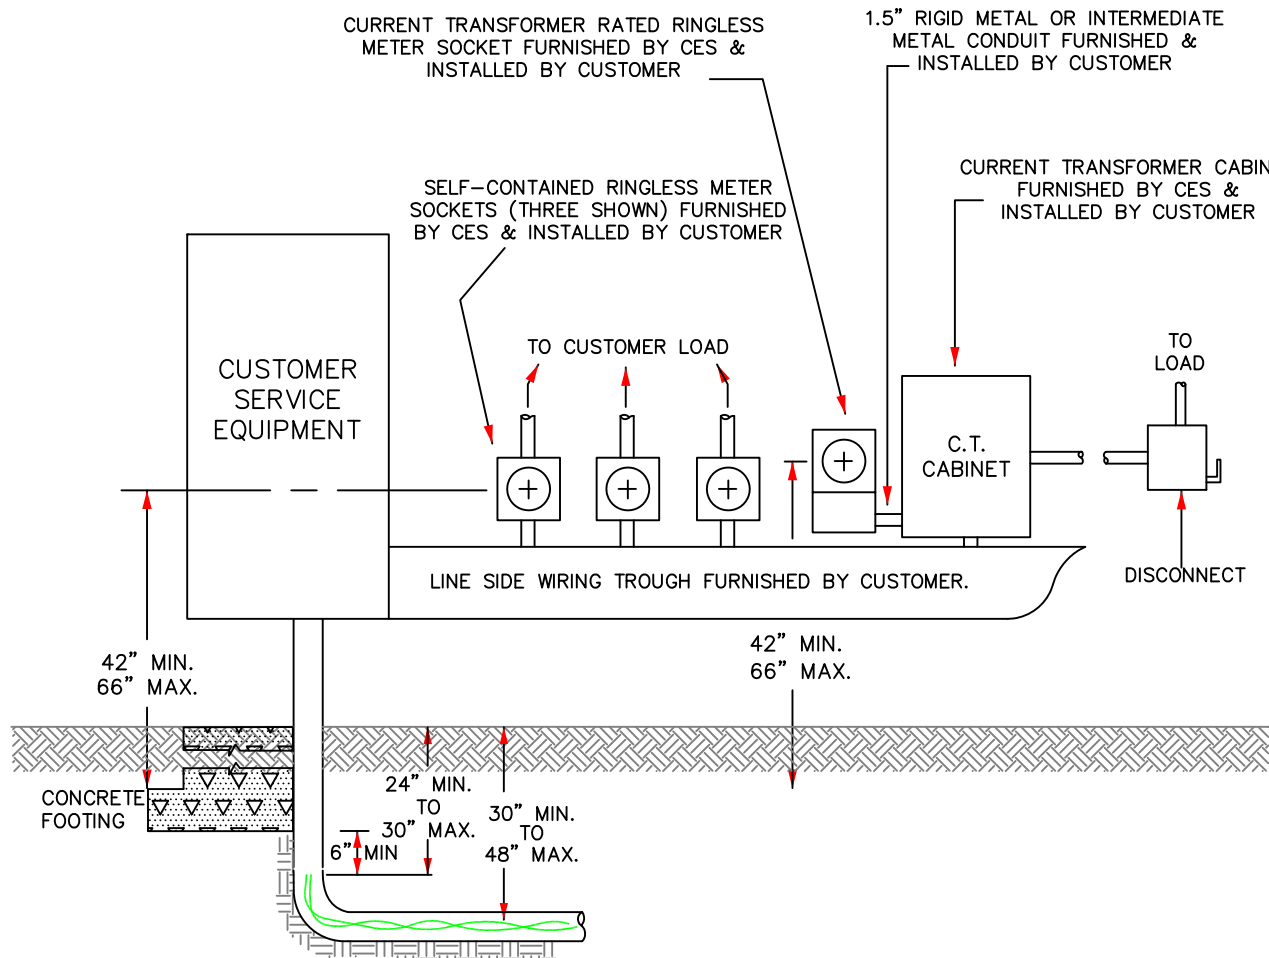 CURRENT TRANSFORMER RATED RINGLESS
METER SOCKET FURNISHED BY CES &
INSTALLED BY CUSTOMER
1.5” RIGID METAL OR INTERMEDIATE
METAL CONDUIT FURNISHED &
INSTALLED BY CUSTOMER
SELF-CONTAINED RINGLESS METER
SOCKETS (THREE SHOWN) FURNISHED
BY CES & INSTALLED BY CUSTOMER
CURRENT TRANSFORMER CABIN
FURNISHED BY CES &
INSTALLED BY CUSTOMER
TO CUSTOMER LOAD
TO
LOAD
CUSTOMER
SERVICE
EQUIPMENT
C.T.
CABINET
LINE SIDE WIRING TROUGH FURNISHED BY CUSTOMER.
DISCONNECT
42” MIN.
66” MAX.
42” MIN.
66” MAX.
CONCRETE
FOOTING
24” MIN.
TO
30” MAX.
30” MIN.
TO
48” MAX.
6” MIN